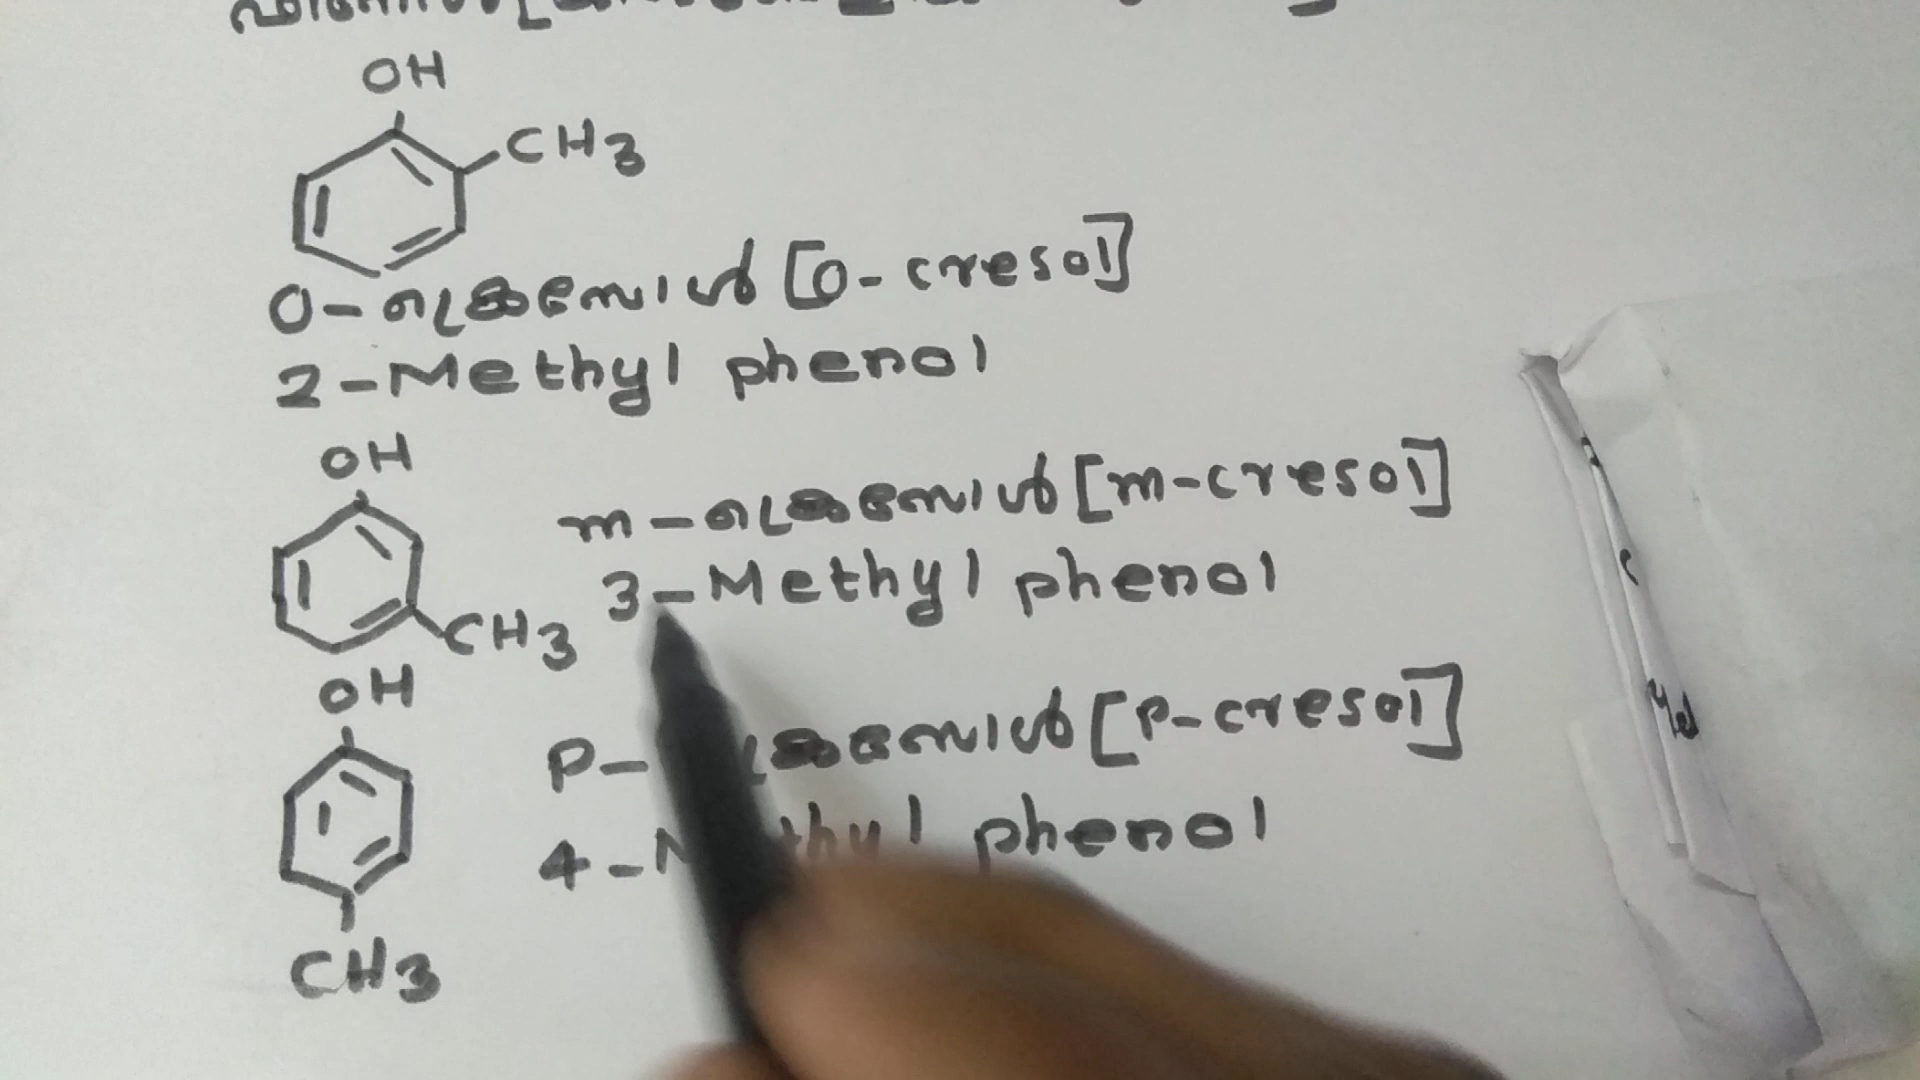 OH
CH3
O-ക്രെസോൾ [O-cresol]
2-Methyl phenol
OH
m-ക്രെസോൾ [m-cresol]
3-Methyl phenol
CH3
OH
P- [P-cresol]
4- phenol
CH3